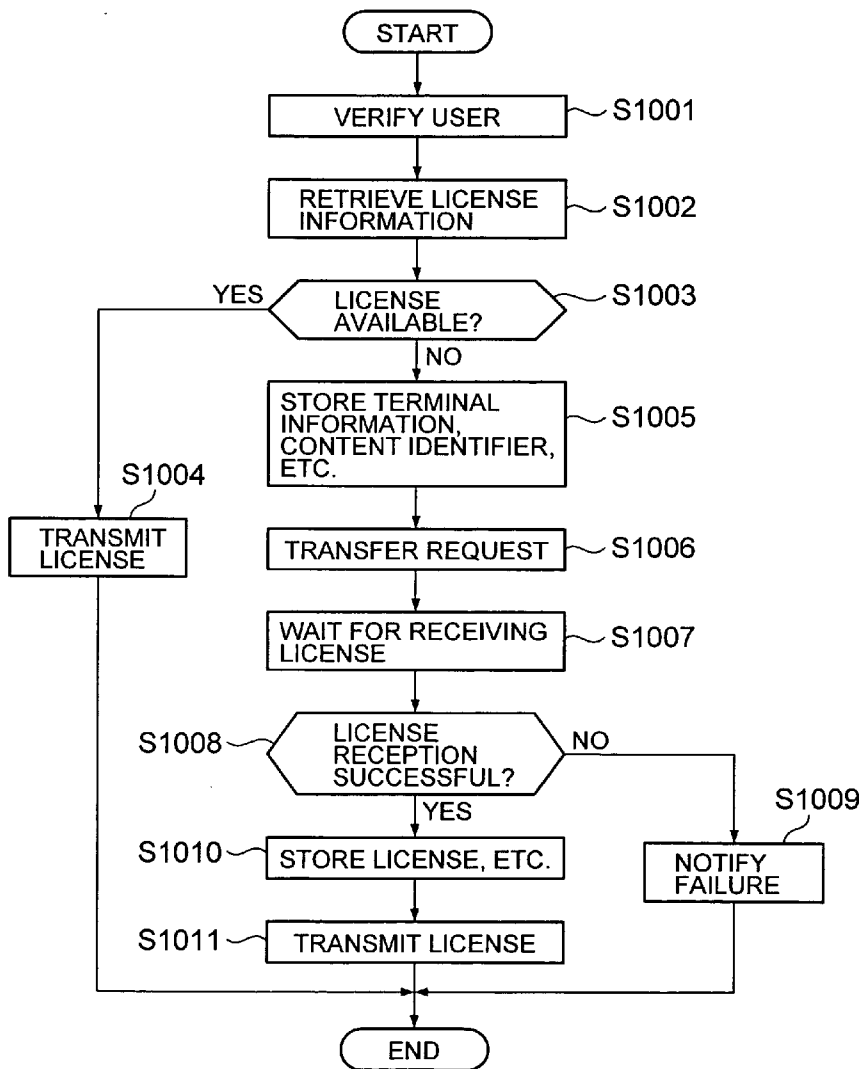 START
VERIFY USER
S1001
RETRIEVE LICENSE
INFORMATION
S1002
YES
LICENSE
AVAILABLE?
S1003
NO
STORE TERMINAL
INFORMATION,
CONTENT IDENTIFIER,
ETC.
S1005
S1004
TRANSMIT
LICENSE
TRANSFER REQUEST
S1006
WAIT FOR RECEIVING
LICENSE
S1007
S1008
LICENSE
RECEPTION
SUCCESSFUL?
NO
YES
S1009
NOTIFY
FAILURE
S1010
STORE LICENSE, ETC.
S1011
TRANSMIT LICENSE
END